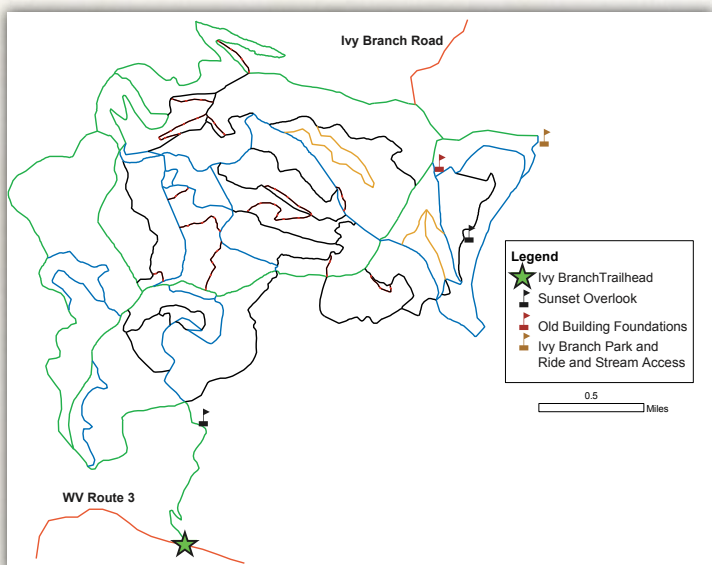 Ivy Branch Road
Legend
Ivy BranchTrailhead
Sunset Overlook
Old Building Foundations
Ivy Branch Park and
Ride and Stream Access
0.5
Miles
WV Route 3